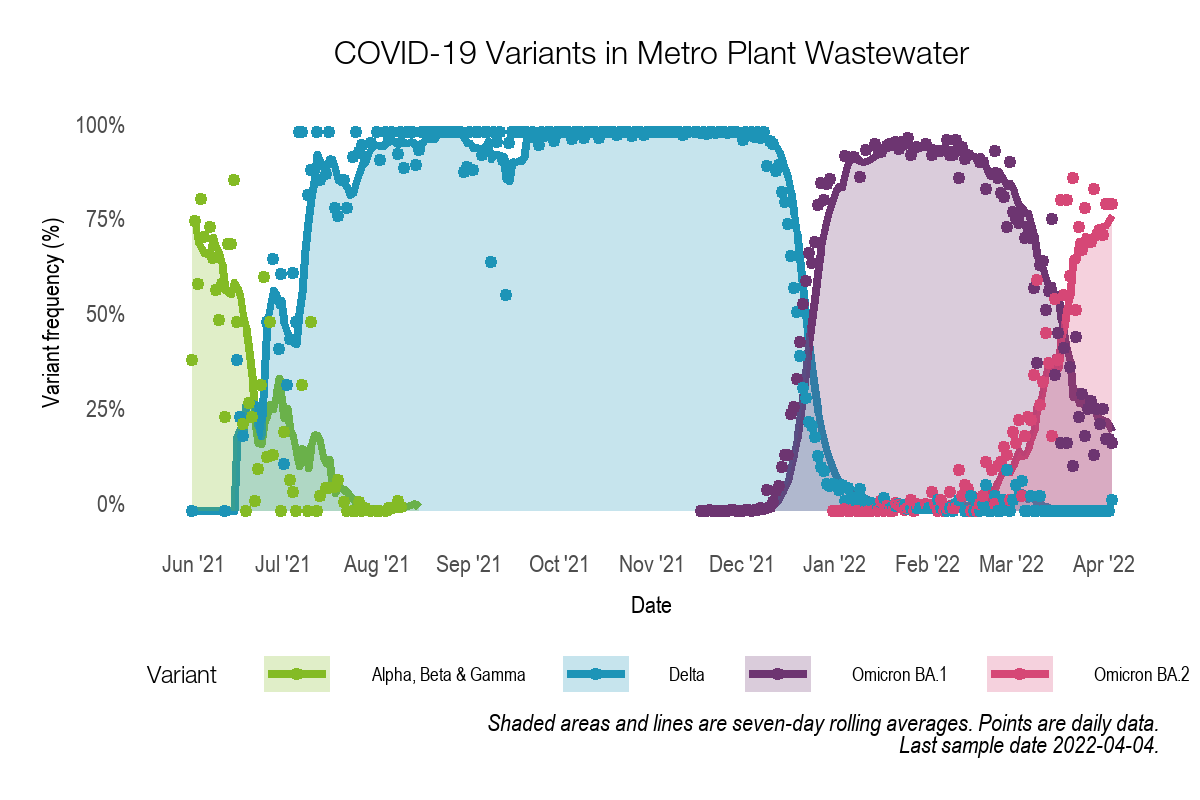 COVID-19 Variants in Metro Plant Wastewater
100%
75%
50%
25%
0%
Variant frequency (%)
Jun '21 Jul '21 Aug '21 Sep '21 Oct '21 Nov '21 Dec '21 Jan '22 Feb '22 Mar '22 Apr '22
Date
Variant Alpha, Beta & Gamma Delta Omicron BA.1 Omicron BA.2
Shaded areas and lines are seven-day rolling averages. Points are daily data.
Last sample date 2022-04-04.